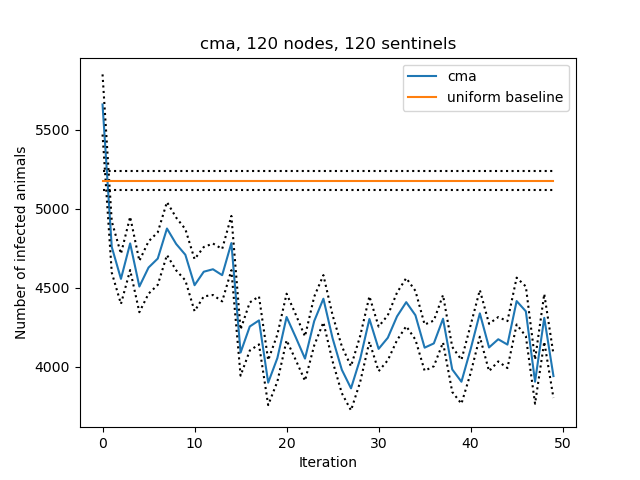 cma, 120 nodes, 120 sentinels
cma
uniform baseline
Number of infected animals
5500
5000
4500
4000
0
10
20
30
40
50
Iteration